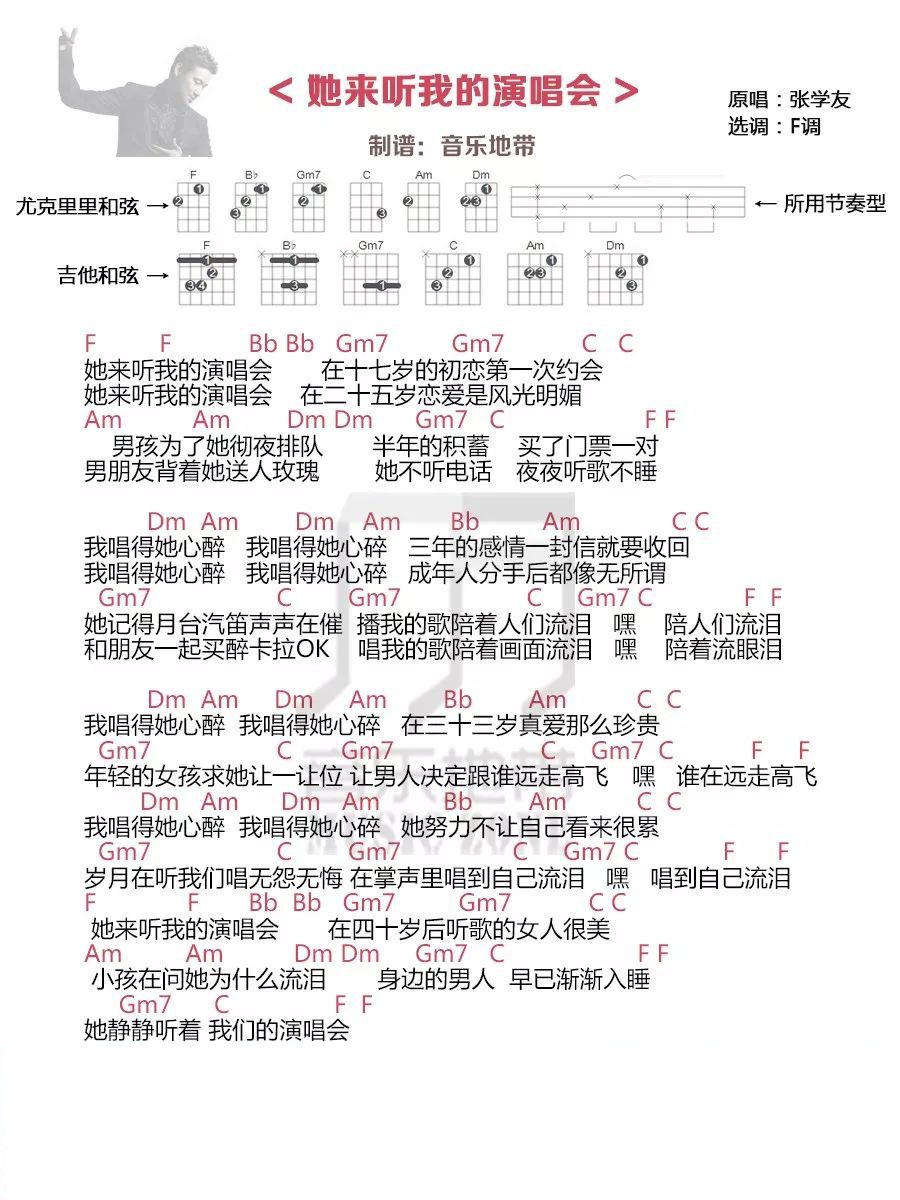 < 她来听我的演唱会 >
原唱：张学友
选调：F调
制谱：音乐地带
F Bb Gm7 C Am Dm
尤克里里和弦 → ← 所用节奏型
F Bb Gm7 C Am Dm
吉他和弦 →
F F Bb Bb Gm7 Gm7 C C
她来听我的演唱会 在十七岁的初恋第一次约会
她来听我的演唱会 在二十五岁恋爱是风光明媚
Am Am Dm Dm Gm7 C F F
男孩为了她彻夜排队 半年的积蓄 买了门票一对
男朋友背着她送人玫瑰 她不听电话 夜夜听歌不睡
Dm Am Dm Am Bb Am C C
我唱得她心醉 我唱得她心碎 三年的感情一封信就要收回
我唱得她心醉 我唱得她心碎 成年人分手后都像无所谓
Gm7 C Gm7 C Gm7 C F F
她记得月台汽笛声声在催 播我的歌陪着人们流泪 嘿 陪人们流泪
和朋友一起买醉卡拉OK 唱我的歌陪着画面流泪 嘿 陪着流眼泪
Dm Am Dm Am Bb Am C C
我唱得她心醉 我唱得她心碎 在三十三岁真爱那么珍贵
Gm7 C Gm7 C Gm7 C F F
年轻的女孩求她让一让位 让男人决定跟谁远走高飞 嘿 谁在远走高飞
Dm Am Dm Am Bb Am C C
我唱得她心醉 我唱得她心碎 她努力不让自己看来很累
Gm7 C Gm7 C Gm7 C F F
岁月在听我们唱无怨无悔 在掌声里唱到自己流泪 嘿 唱到自己流泪
F F Bb Bb Gm7 Gm7 C C
她来听我的演唱会 在四十岁后听歌的女人很美
Am Am Dm Dm Gm7 C F F
小孩在问她为什么流泪 身边的男人 早已渐渐入睡
Gm7 C F F
她静静听着 我们的演唱会
音乐地带
MUSIC ZONE